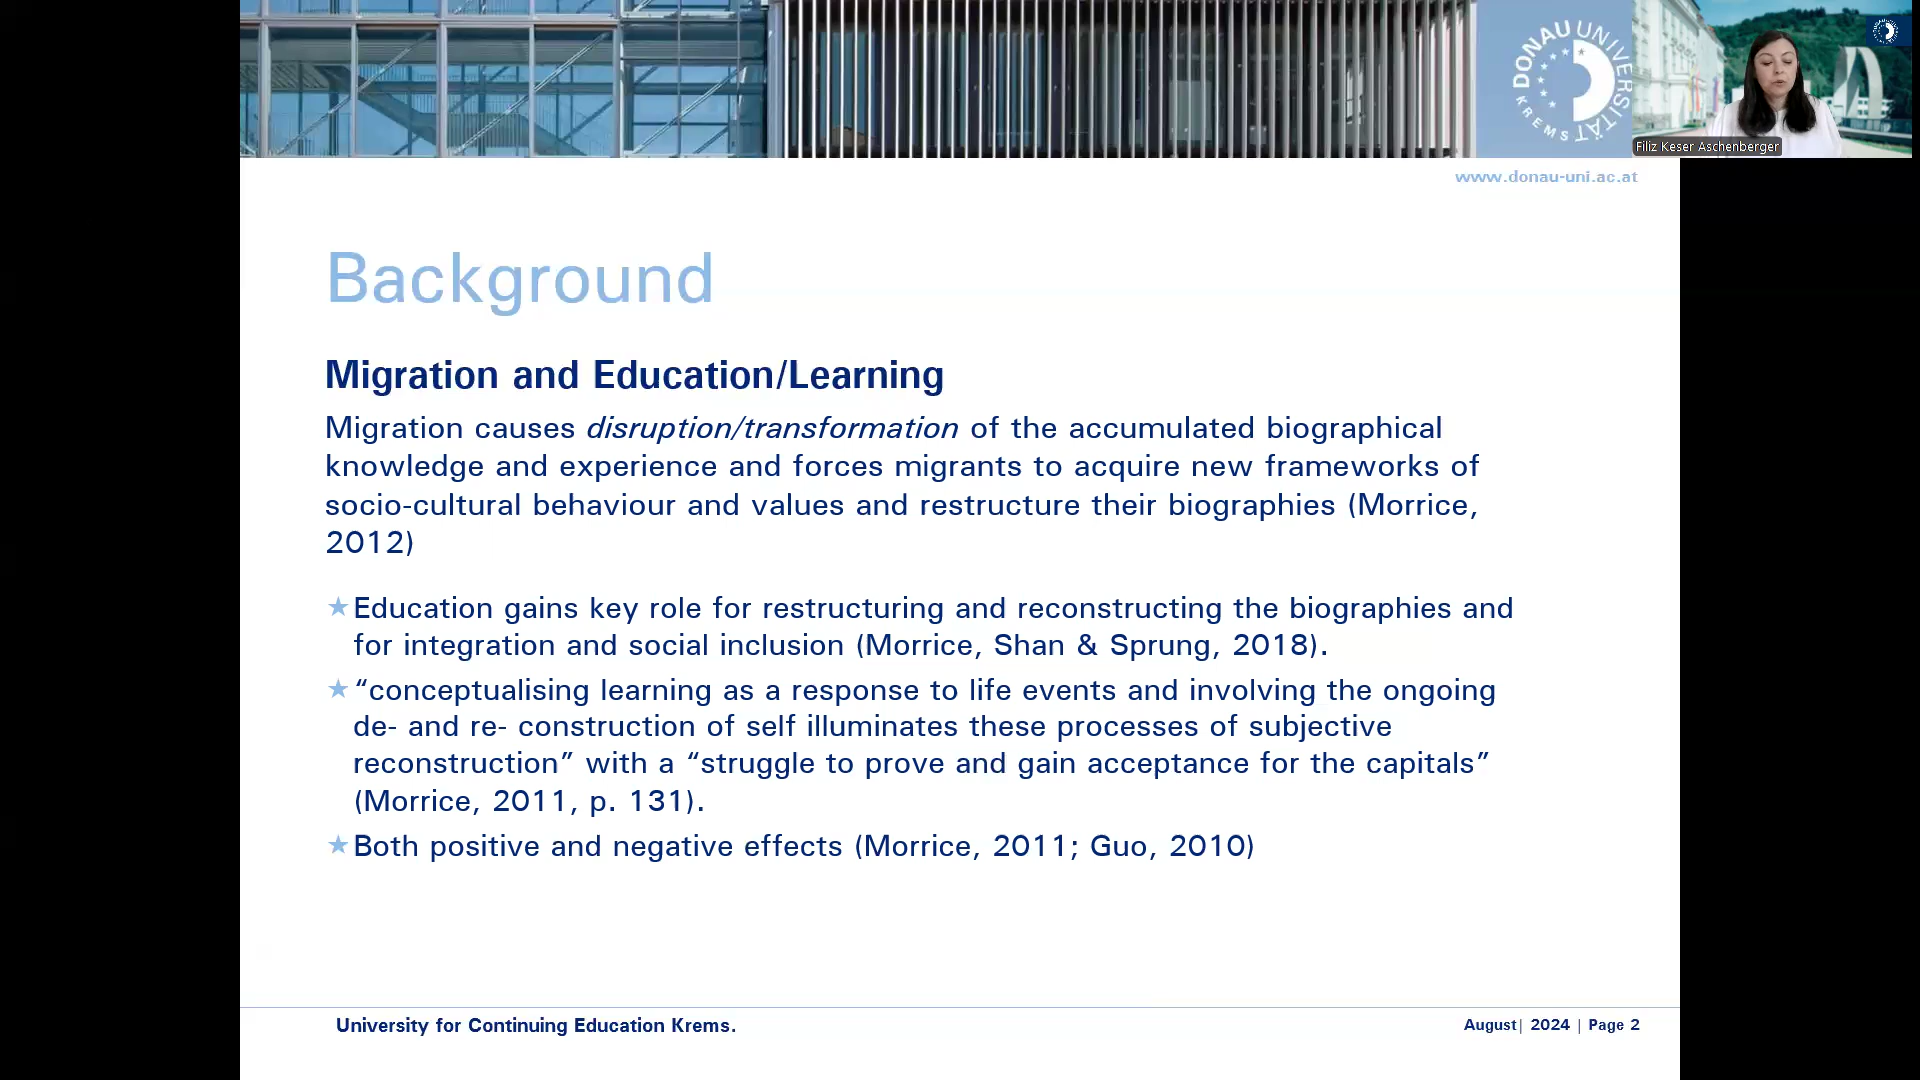 DONAU UNIVERSITÄT KREMS
Filiz Keser Aschenberger
www.donau-uni.ac.at
Background
Migration and Education/Learning
Migration causes disruption/transformation of the accumulated biographical
knowledge and experience and forces migrants to acquire new frameworks of
socio-cultural behaviour and values and restructure their biographies (Morrice,
2012)
★Education gains key role for restructuring and reconstructing the biographies and
for integration and social inclusion (Morrice, Shan & Sprung, 2018).
★“conceptualising learning as a response to life events and involving the ongoing
de- and re- construction of self illuminates these processes of subjective
reconstruction” with a “struggle to prove and gain acceptance for the capitals”
(Morrice, 2011, p. 131).
★Both positive and negative effects (Morrice, 2011; Guo, 2010)
University for Continuing Education Krems.
August| 2024 | Page 2